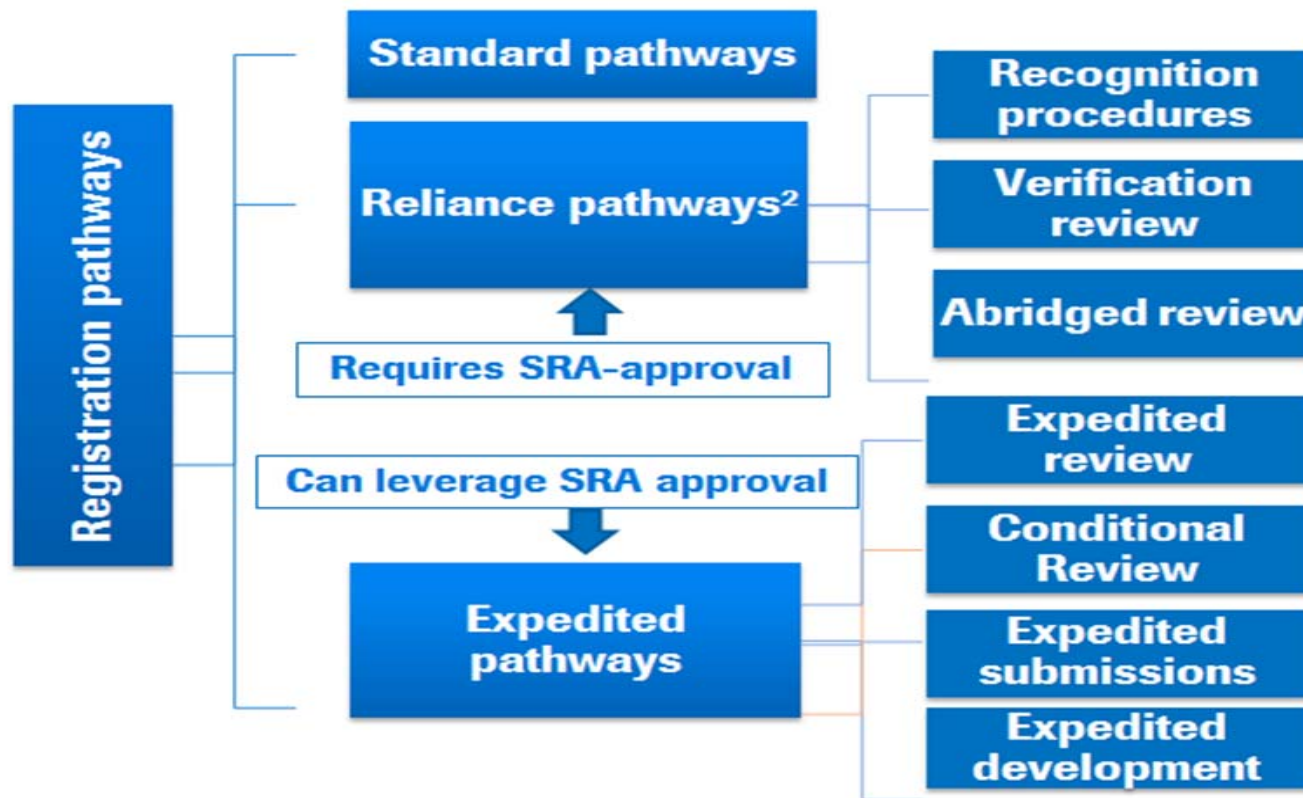 Registration pathways
Standard pathways
Reliance pathways²
Requires SRA-approval
Can leverage SRA approval
Expedited
pathways
Recognition
procedures
Verification
review
Abridged review
Expedited
review
Conditional
Review
Expedited
submissions
Expedited
development